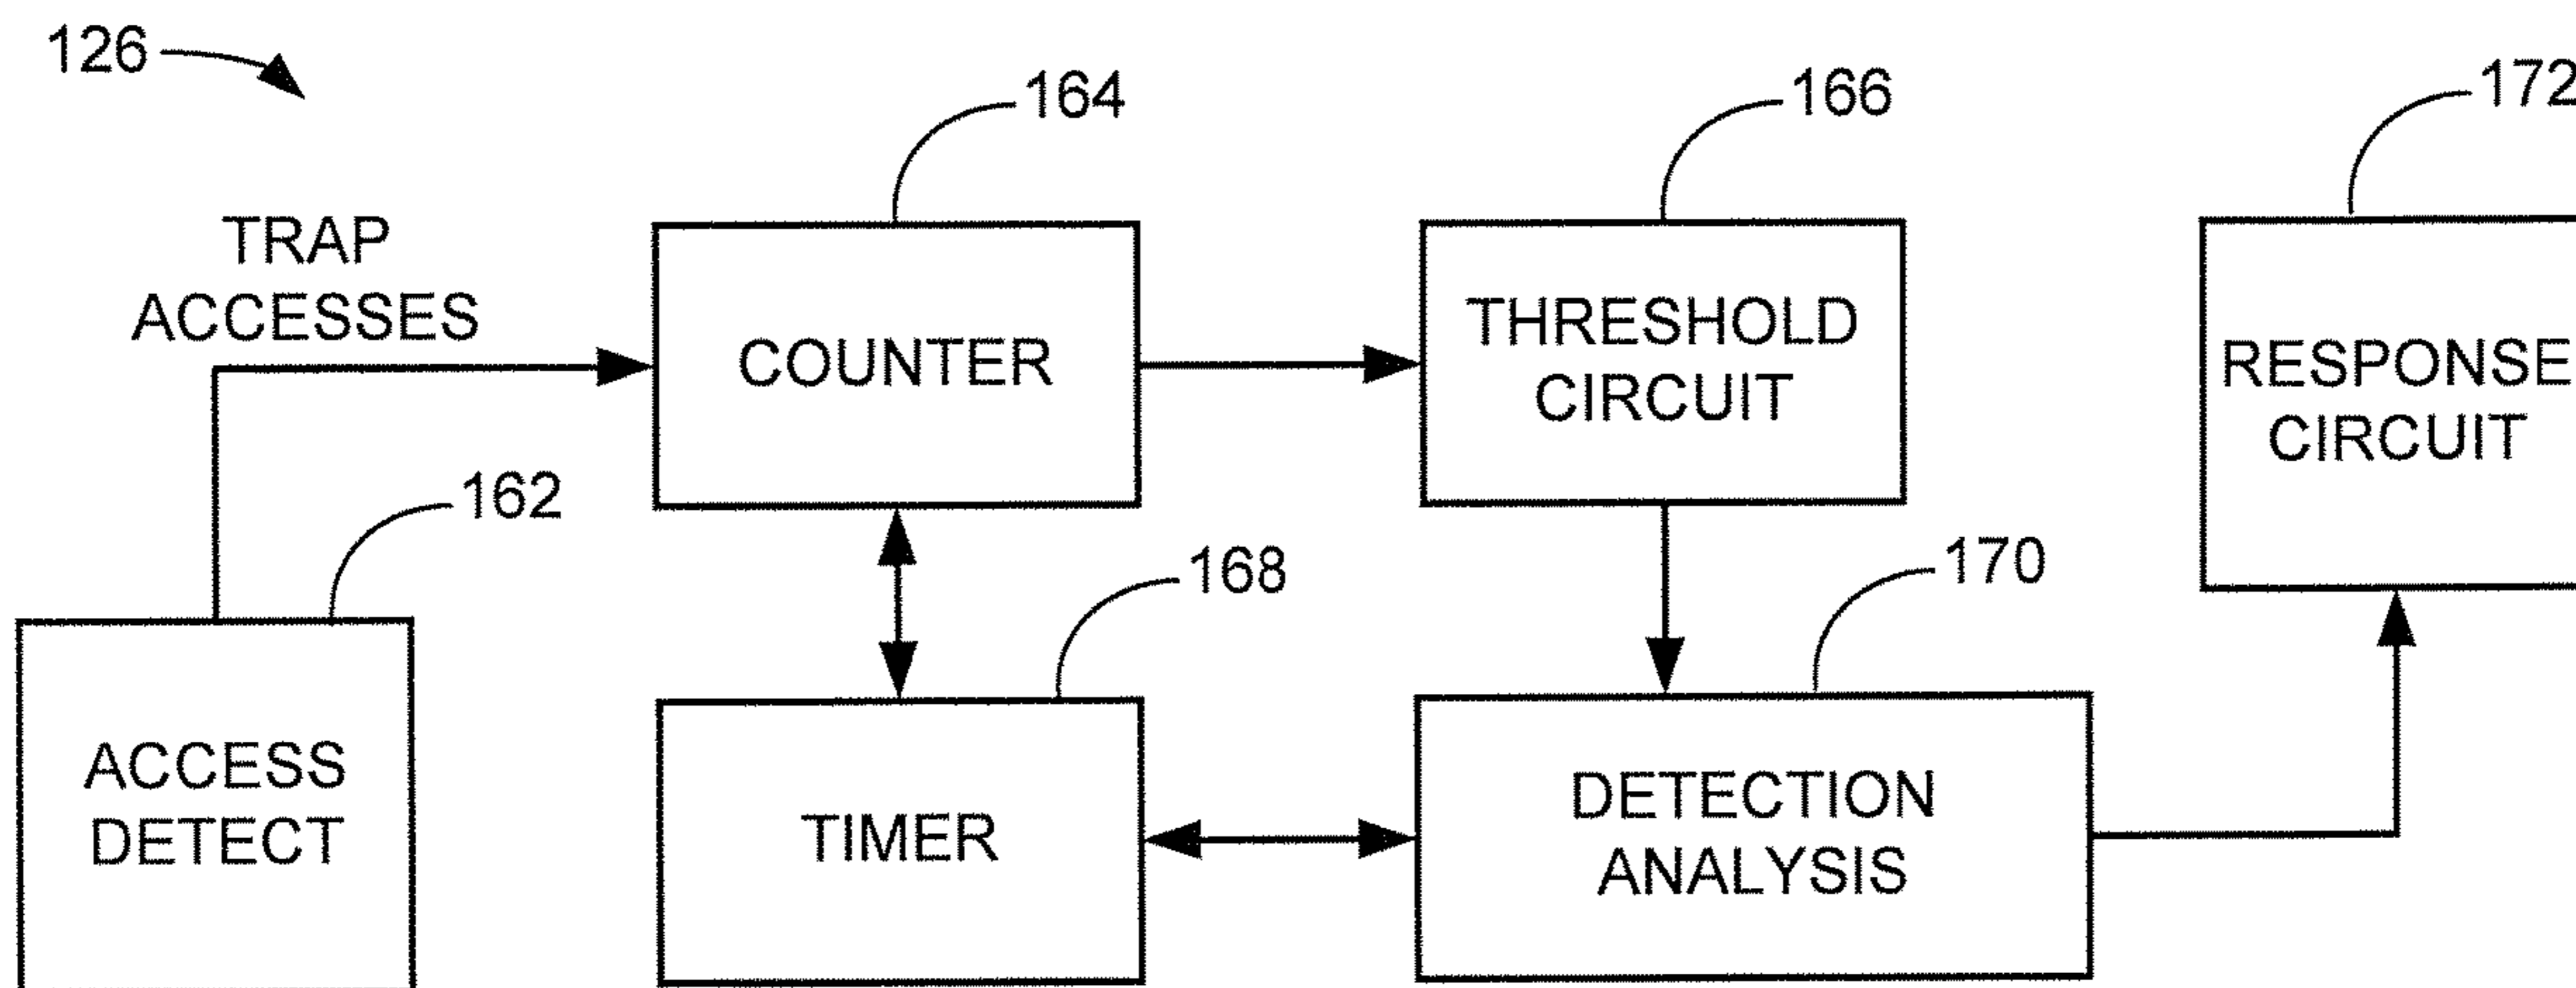 126
164
166
172
TRAP
ACCESSES
COUNTER
THRESHOLD
CIRCUIT
RESPONSE
CIRCUIT
162
168
170
ACCESS
DETECT
TIMER
DETECTION
ANALYSIS